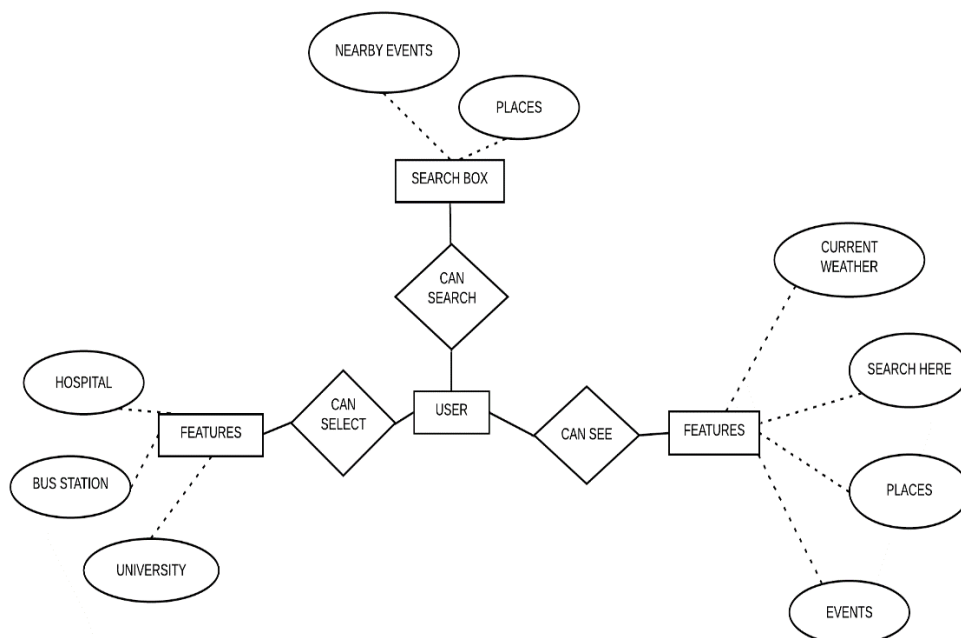 NEARBY EVENTS
PLACES
SEARCH BOX
CURRENT
WEATHER
CAN
SEARCH
SEARCH HERE
HOSPITAL
CAN
SELECT
USER
FEATURES
CAN SEE
FEATURES
BUS STATION
PLACES
UNIVERSITY
EVENTS